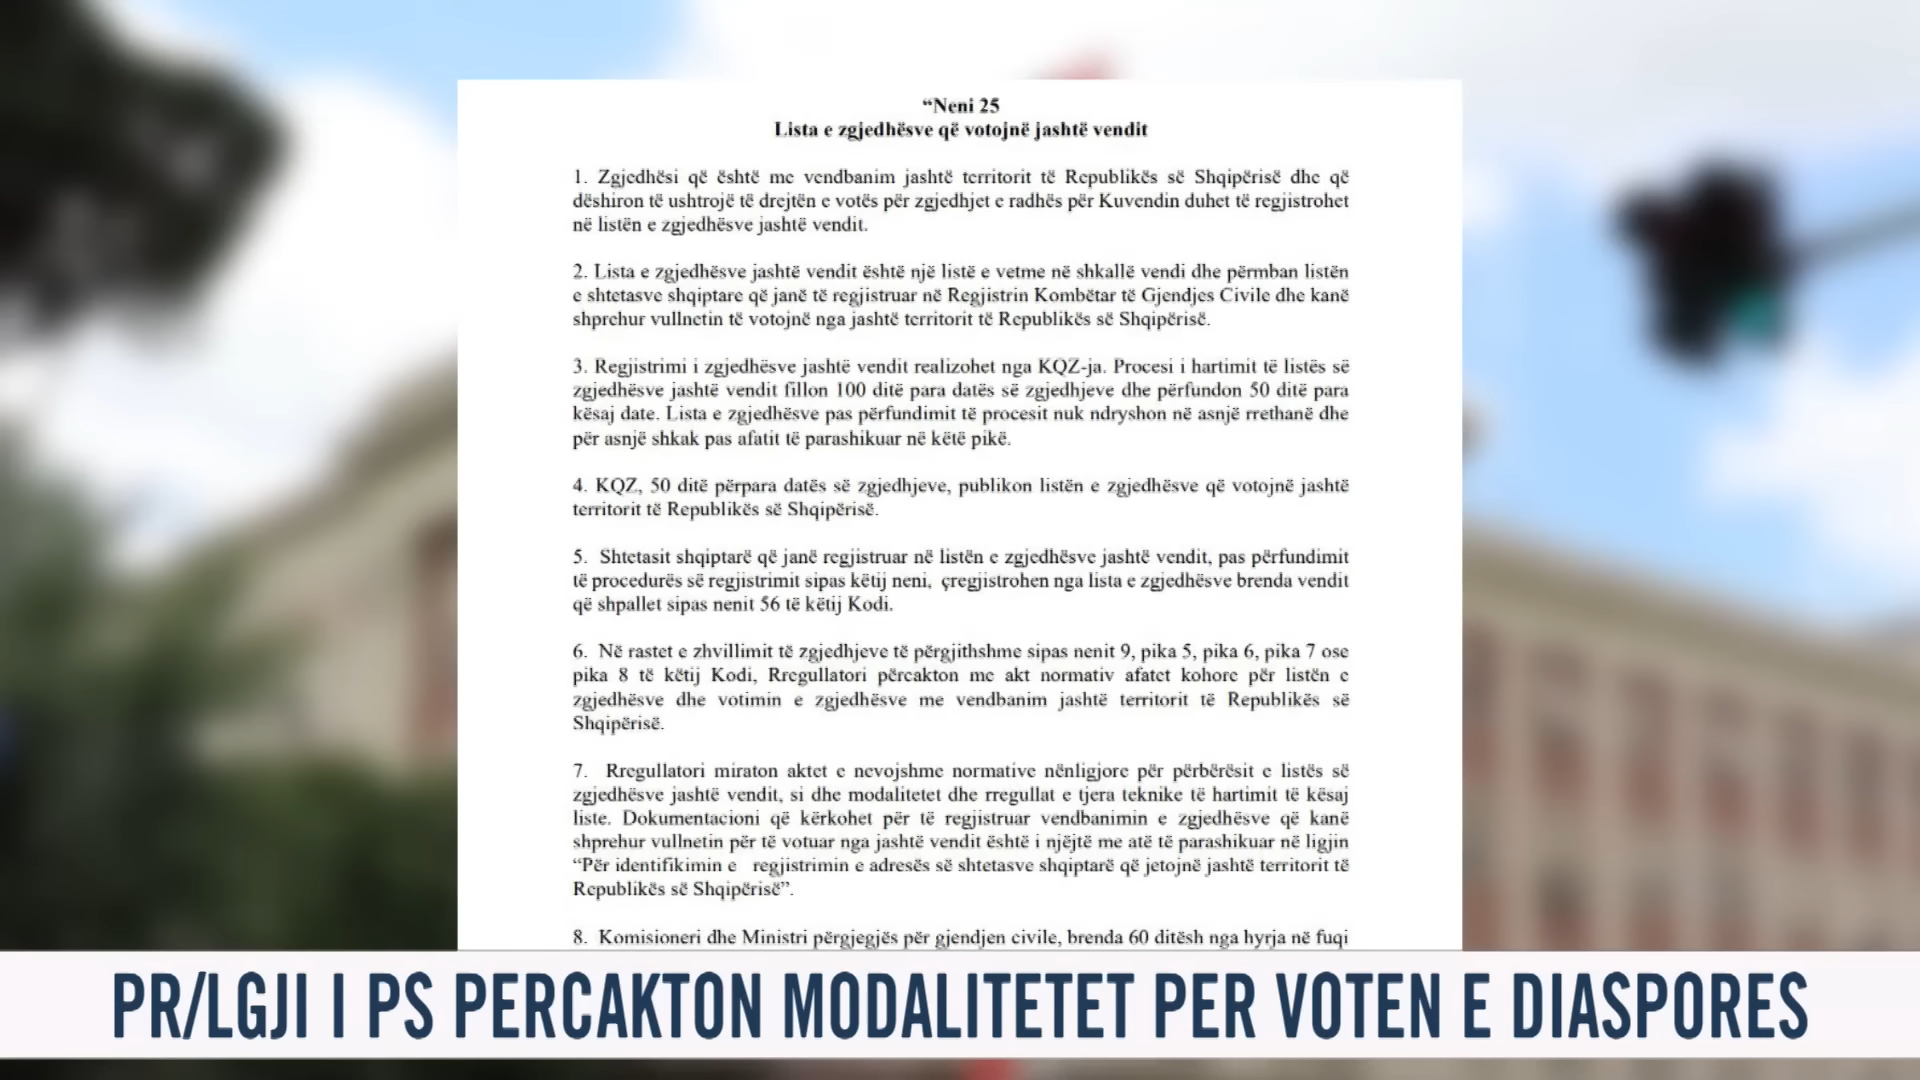 “Neni 25
Lista e zgjedhësve që votojnë jashtë vendit
1. Zgjedhësi që është me vendbanim jashtë territorit të Republikës së Shqipërisë dhe që
dëshiron të ushtrojë të drejtën e votës për zgjedhjet e radhës për Kuvendin duhet të regjistrohet
në listën e zgjedhësve jashtë vendit.
2. Lista e zgjedhësve jashtë vendit është një listë e vetme në shkallë vendi dhe përmban listën
e shtetasve shqiptare që janë të regjistruar në Regjistrin Kombëtar të Gjendjes Civile dhe kanë
shprehur vullnetin të votojnë nga jashtë territorit të Republikës së Shqipërisë.
3. Regjistrimi i zgjedhësve jashtë vendit realizohet nga KQZ-ja. Procesi i hartimit të listës së
zgjedhësve jashtë vendit fillon 100 ditë para datës së zgjedhjeve dhe përfundon 50 ditë para
kësaj date. Lista e zgjedhësve pas përfundimit të procesit nuk ndryshon në asnjë rrethanë dhe
për asnjë shkak pas afatit të parashikuar në këtë pikë.
4. KQZ, 50 ditë përpara datës së zgjedhjeve, publikon listën e zgjedhësve që votojnë jashtë
territorit të Republikës së Shqipërisë.
5. Shtetasit shqiptarë që janë regjistruar në listën e zgjedhësve jashtë vendit, pas përfundimit
të procedurës së regjistrimit sipas këtij neni, çregjistrohen nga lista e zgjedhësve brenda vendit
që shpallet sipas nenit 56 të këtij Kodi.
6. Në rastet e zhvillimit të zgjedhjeve të përgjithshme sipas nenit 9, pika 5, pika 6, pika 7 ose
pika 8 të këtij Kodi, Rregullatori përcakton me akt normativ afatet kohore për listën e
zgjedhësve dhe votimin e zgjedhësve me vendbanim jashtë territorit të Republikës së
Shqipërisë.
7. Rregullatori miraton aktet e nevojshme normative nënligjore për përbërësit e listës së
zgjedhësve jashtë vendit, si dhe modalitetet dhe rregullat e tjera teknike të hartimit të kësaj
liste. Dokumentacioni që kërkohet për të regjistruar vendbanimin e zgjedhësve që kanë
shprehur vullnetin për të votuar nga jashtë vendit është i njëjtë me atë të parashikuar në ligjin
“Për identifikimin e regjistrimin e adresës së shtetasve shqiptarë që jetojnë jashtë territorit të
Republikës së Shqipërisë”.
8. Komisioneri dhe Ministri përgjegjës për gjendjen civile, brenda 60 ditësh nga hyrja në fuqi
PR/LGJI I PS PERCAKTON MODALITETET PER VOTEN E DIASPORES